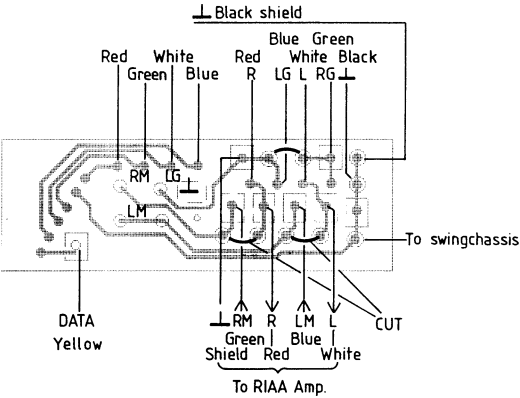 ⊥ Black shield
Blue Green
Red White Red White Black
Green Blue R LG L RG ⊥
RM LG
⊥
LM
To swingchassis
DATA
Yellow
⊥ RM R LM L
CUT
Green Blue
Shield Red White
To RIAA Amp.